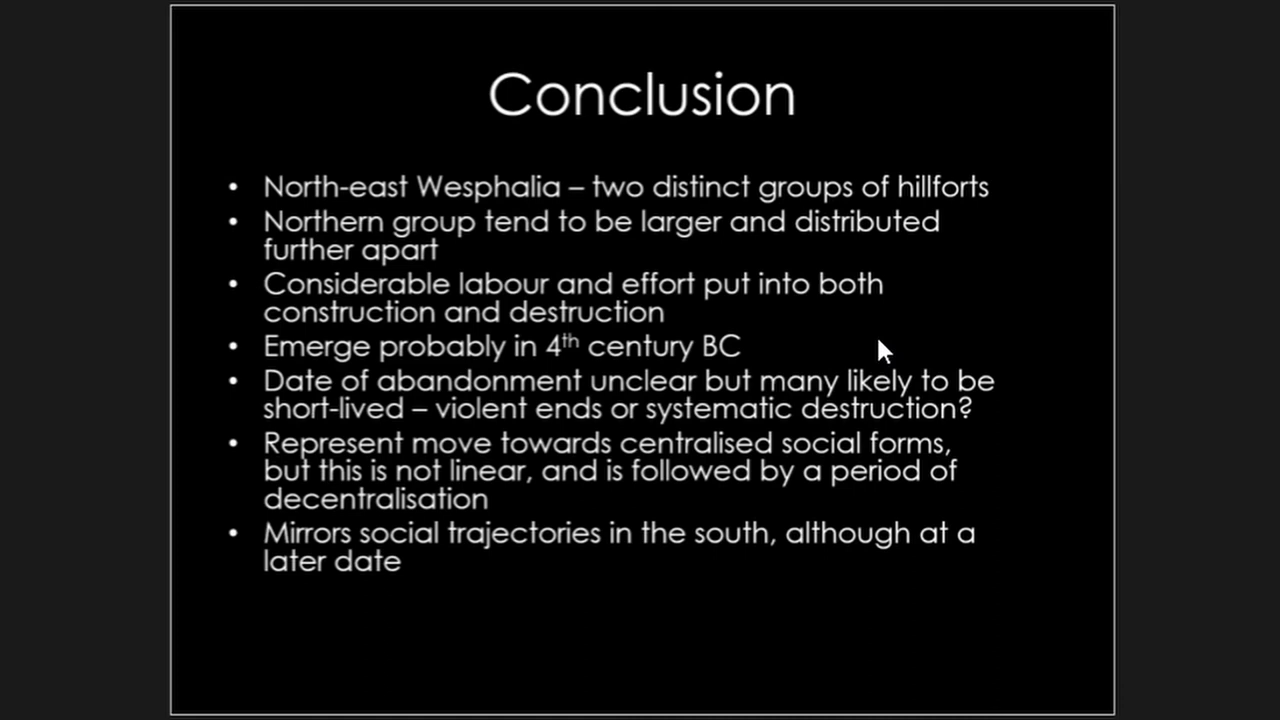 Conclusion
• North-east Wesphalia – two distinct groups of hillforts
• Northern group tend to be larger and distributed
further apart
• Considerable labour and effort put into both
construction and destruction
• Emerge probably in 4th century BC
• Date of abandonment unclear but many likely to be
short-lived – violent ends or systematic destruction?
• Represent move towards centralised social forms,
but this is not linear, and is followed by a period of
decentralisation
• Mirrors social trajectories in the south, although at a
later date